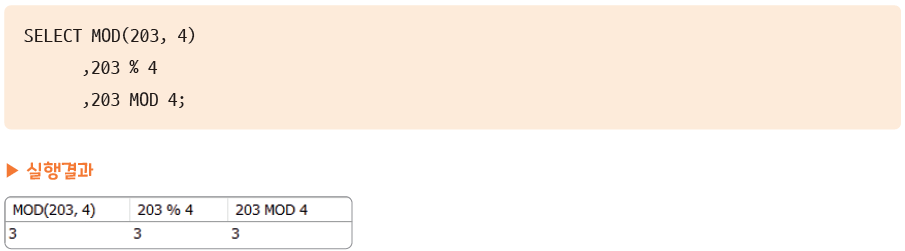 SELECT MOD(203, 4)
,203 % 4
,203 MOD 4;
▶ 실행결과
MOD(203, 4) 203 % 4 203 MOD 4
3 3 3